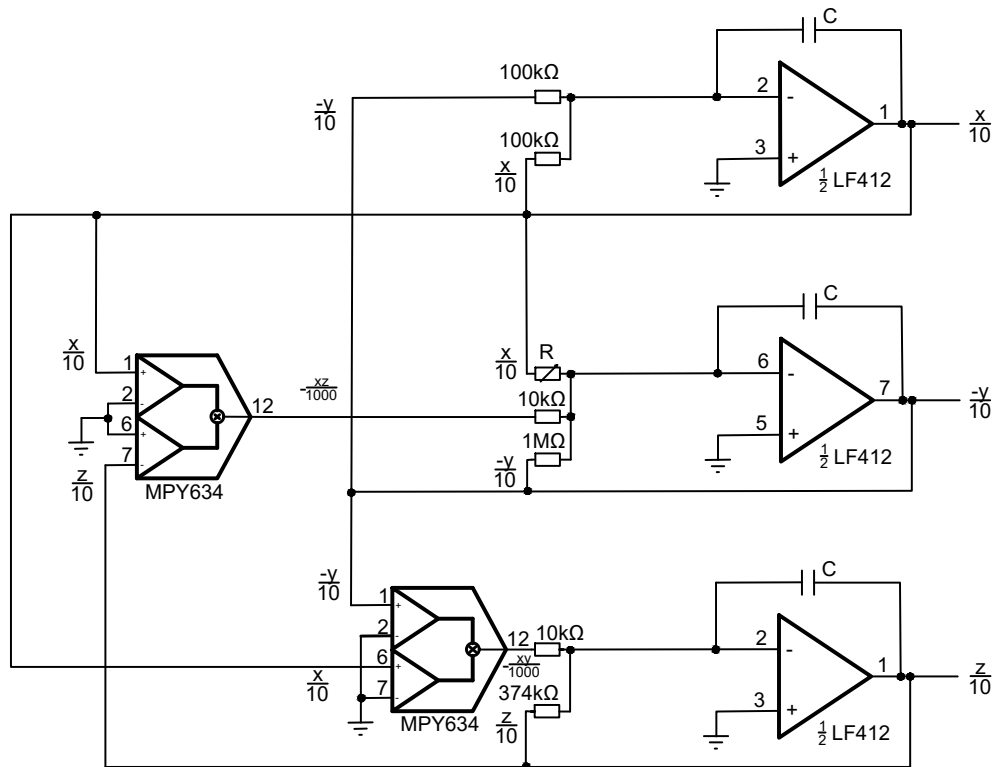 C
100kΩ
-y/10
2
-
1
x/10
100kΩ
x/10
3
+
1/2 LF412
C
x/10
1
+
2
-
6
+
7
-
z/10
12
MPY634
-xz/1000
x/10
R
10kΩ
1MΩ
-y/10
6
-
7
-y/10
5
+
1/2 LF412
C
-y/10
1
+
2
-
6
+
7
-
x/10
12
MPY634
10kΩ
-xy/1000
374kΩ
z/10
2
-
1
z/10
3
+
1/2 LF412